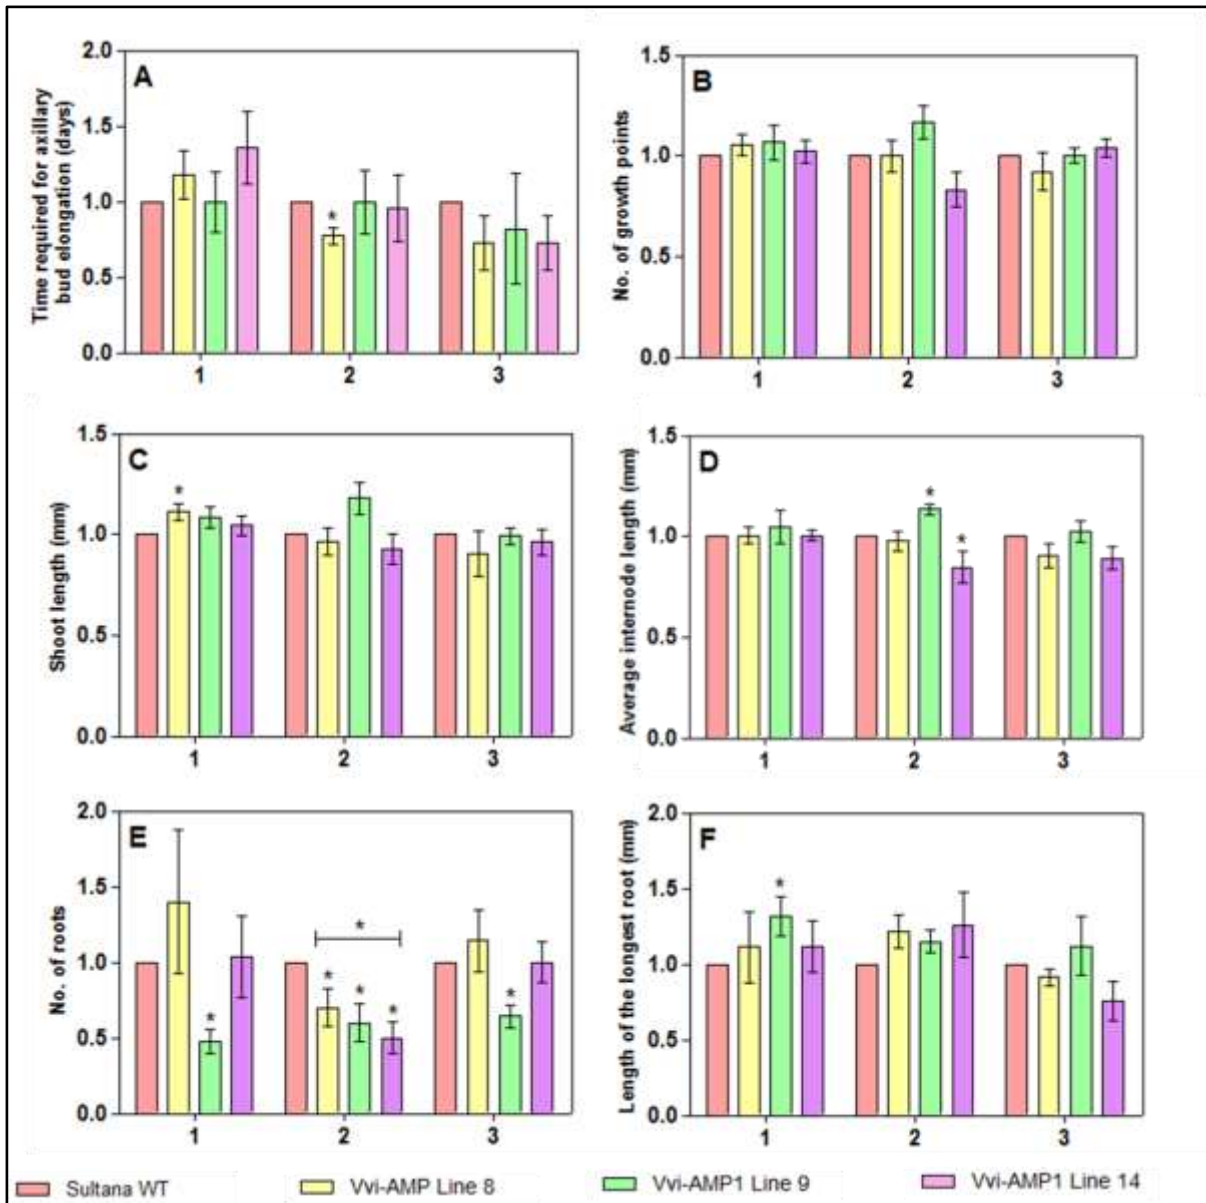 A
Time required for axillary
bud elongation (days)
2.0
1.5
1.0
0.5
0.0
1 2 3
B
No. of growth points
1.5
1.0
0.5
0.0
1 2 3
C
Shoot length (mm)
1.5
1.0
0.5
0.0
*
1 2 3
D
Average internode length (mm)
1.5
1.0
0.5
0.0
*
*
1 2 3
E
No. of roots
2.0
1.5
1.0
0.5
0.0
*
*
*
*
*
*
1 2 3
F
Length of the longest root (mm)
2.0
1.5
1.0
0.5
0.0
*
1 2 3
*
Sultana WT
Vvi-AMP Line 8
Vvi-AMP1 Line 9
Vvi-AMP1 Line 14